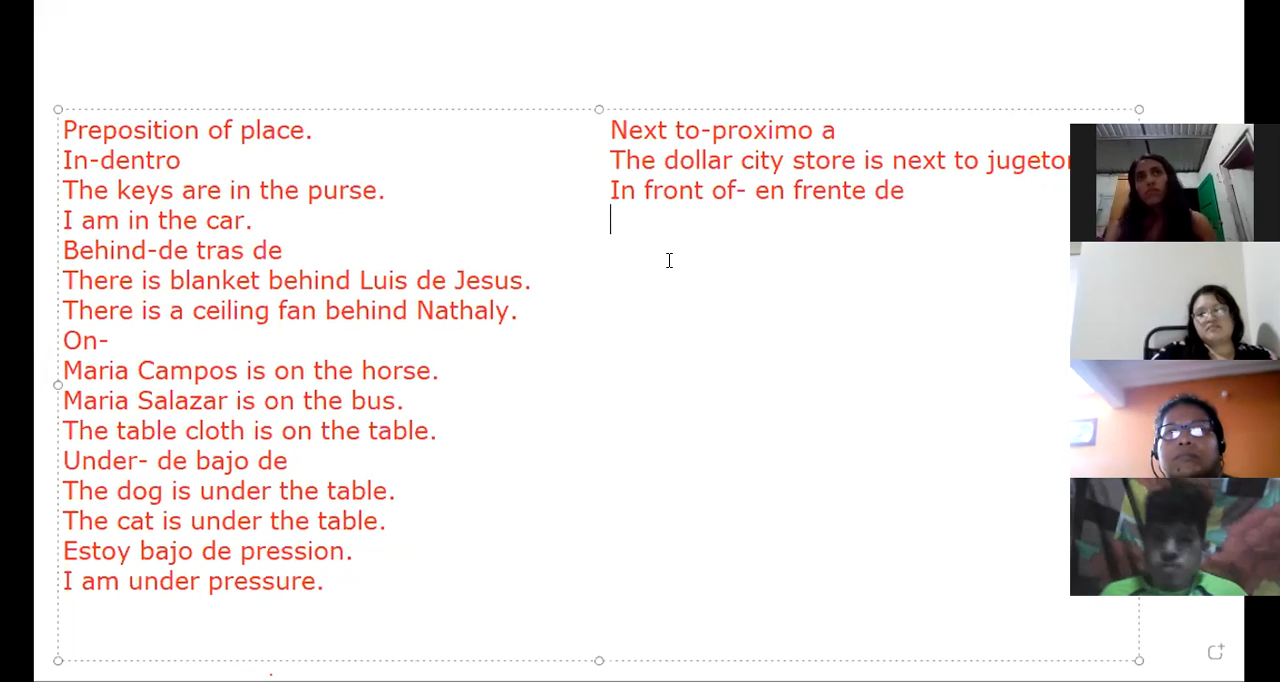 Preposition of place.
In-dentro
The keys are in the purse.
I am in the car.
Behind-de tras de
There is blanket behind Luis de Jesus.
There is a ceiling fan behind Nathaly.
On-
Maria Campos is on the horse.
Maria Salazar is on the bus.
The table cloth is on the table.
Under- de bajo de
The dog is under the table.
The cat is under the table.
Estoy bajo de pression.
I am under pressure.
Next to-proximo a
The dollar city store is next to
In front of- en frente de